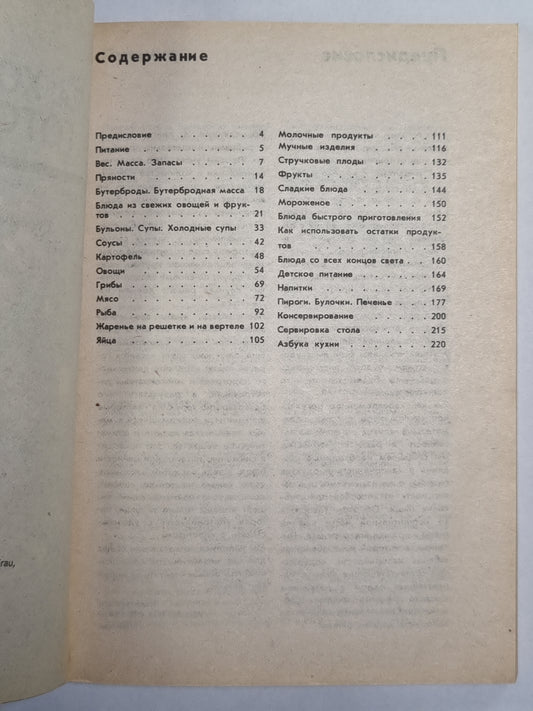 Содержание
Предисловие . . . . . . . 4
Питание . . . . . . . . . 5
Вес. Масса. Запасы . . . . . 7
Пряности . . . . . . . . 14
Бутерброды. Бутербродная масса 18
Блюда из свежих овощей и фрук-
тов . . . . . . . . . . 21
Бульоны. Супы. Холодные супы 33
Соусы . . . . . . . . . 42
Картофель . . . . . . . . 48
Овощи . . . . . . . . . 54
Грибы . . . . . . . . . 69
Мясо . . . . . . . . . 72
Рыба . . . . . . . . . 92
Жаренье на решетке и на вертеле 102
Яйца . . . . . . . . . 105
Молочные продукты . . . . 111
Мучные изделия . . . . . 116
Стручковые плоды . . . . . 132
Фрукты . . . . . . . . 135
Сладкие блюда . . . . . . 144
Мороженое . . . . . . . 150
Блюда быстрого приготовления 152
Как использовать остатки продук-
тов . . . . . . . . . . 158
Блюда со всех концов света . . 160
Детское питание . . . . . . 164
Напитки . . . . . . . . 169
Пироги. Булочки. Печенье . . 177
Консервирование . . . . . 200
Сервировка стола . . . . . 215
Азбука кухни . . . . . . . 220